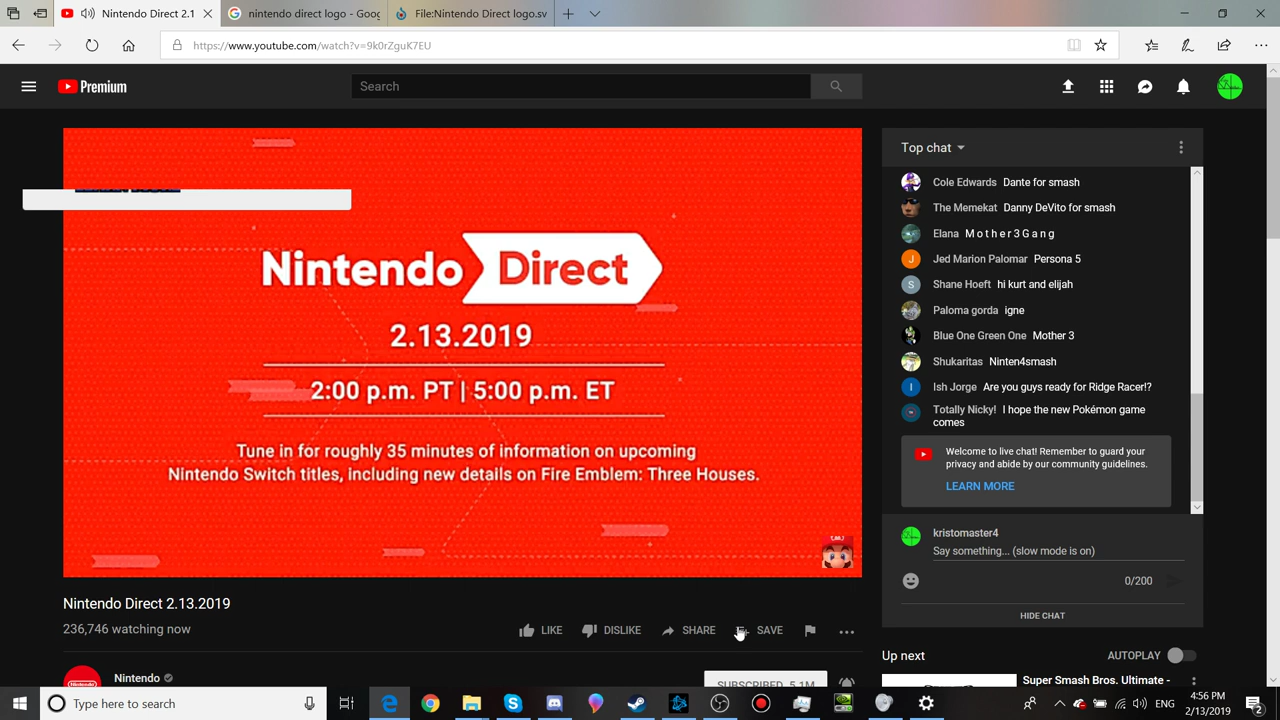 Nintendo Direct 2.1
nintendo direct logo - Goog
File:Nintendo Direct logo.sv
https://www.youtube.com/watch?v=9k0rZguK7EU
Premium
Search
Nintendo Direct
2.13.2019
2:00 p.m. PT | 5:00 p.m. ET
Tune in for roughly 35 minutes of information on upcoming
Nintendo Switch titles, including new details on Fire Emblem: Three Houses.
Nintendo Direct 2.13.2019
236,746 watching now
LIKE
DISLIKE
SHARE
SAVE
Nintendo
SUBSCRIBED 5.1M
Top chat
Cole Edwards Dante for smash
The Memekat Danny DeVito for smash
Elana M o t h e r 3 G a n g
Jed Marion Palomar Persona 5
Shane Hoeft hi kurt and elijah
Paloma gorda igne
Blue One Green One Mother 3
Shukaritas Ninten4smash
Ish Jorge Are you guys ready for Ridge Racer!?
Totally Nicky! I hope the new Pokémon game
comes
Welcome to live chat! Remember to guard your
privacy and abide by our community guidelines.
LEARN MORE
kristomaster4
Say something... (slow mode is on)
0/200
HIDE CHAT
Up next
AUTOPLAY
Super Smash Bros. Ultimate -
Type here to search
4:56 PM
2/13/2019
2